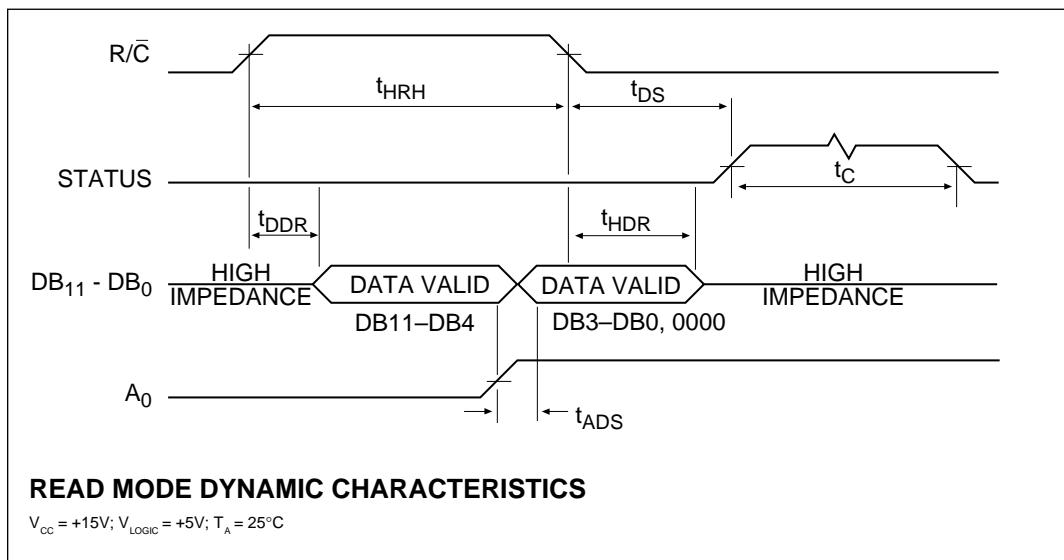 R/C̄
tHRH
tDS
STATUS
tC
tDDR
tHDR
DB11 - DB0
HIGH
IMPEDANCE
DATA VALID
DATA VALID
HIGH
IMPEDANCE
DB11–DB4
DB3–DB0, 0000
A0
tADS
READ MODE DYNAMIC CHARACTERISTICS
VCC = +15V; VLOGIC = +5V; TA = 25°C